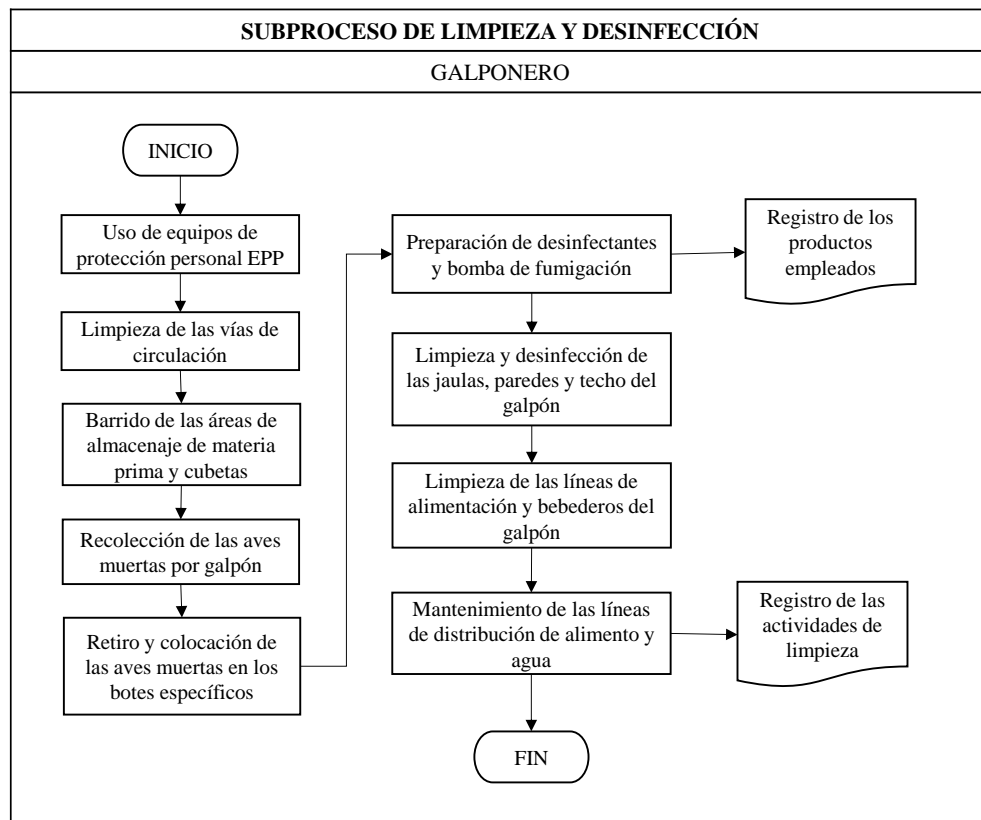 SUBPROCESO DE LIMPIEZA Y DESINFECCIÓN
GALPONERO
INICIO
Uso de equipos de
protección personal EPP
Limpieza de las vías de
circulación
Barrido de las áreas de
almacenaje de materia
prima y cubetas
Recolección de las aves
muertas por galpón
Retiro y colocación de
las aves muertas en los
botes específicos
Preparación de desinfectantes
y bomba de fumigación
Registro de los
productos
empleados
Limpieza y desinfección de
las jaulas, paredes y techo del
galpón
Limpieza de las líneas de
alimentación y bebederos del
galpón
Mantenimiento de las líneas
de distribución de alimento y
agua
Registro de las
actividades de
limpieza
FIN